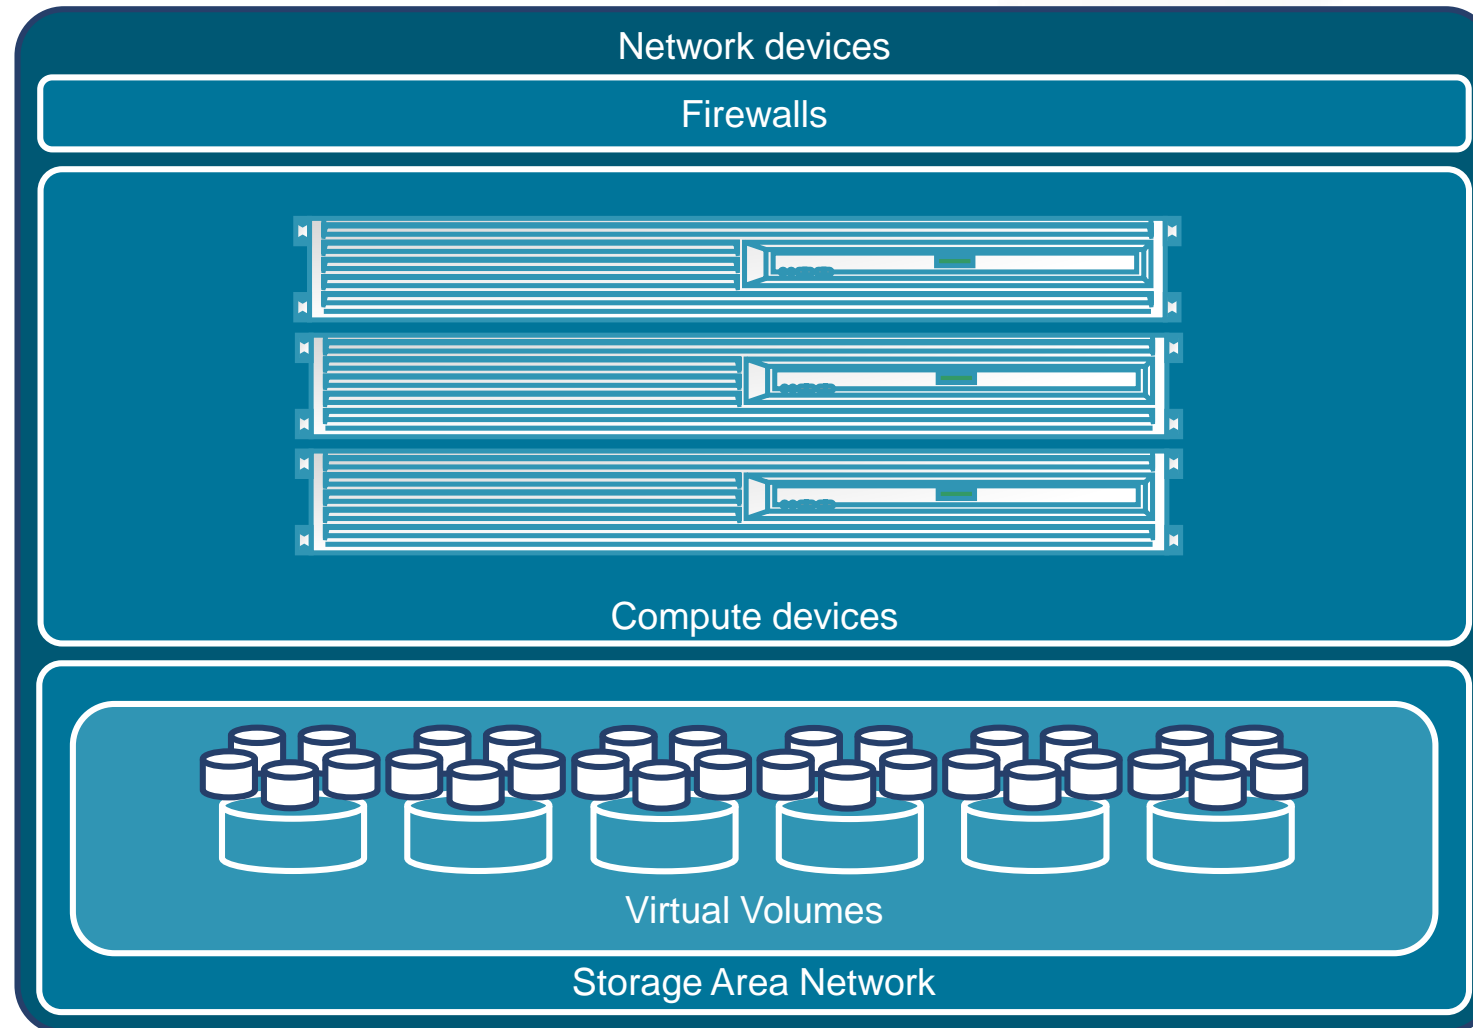 Network devices
Firewalls
Compute devices
Virtual Volumes
Storage Area Network